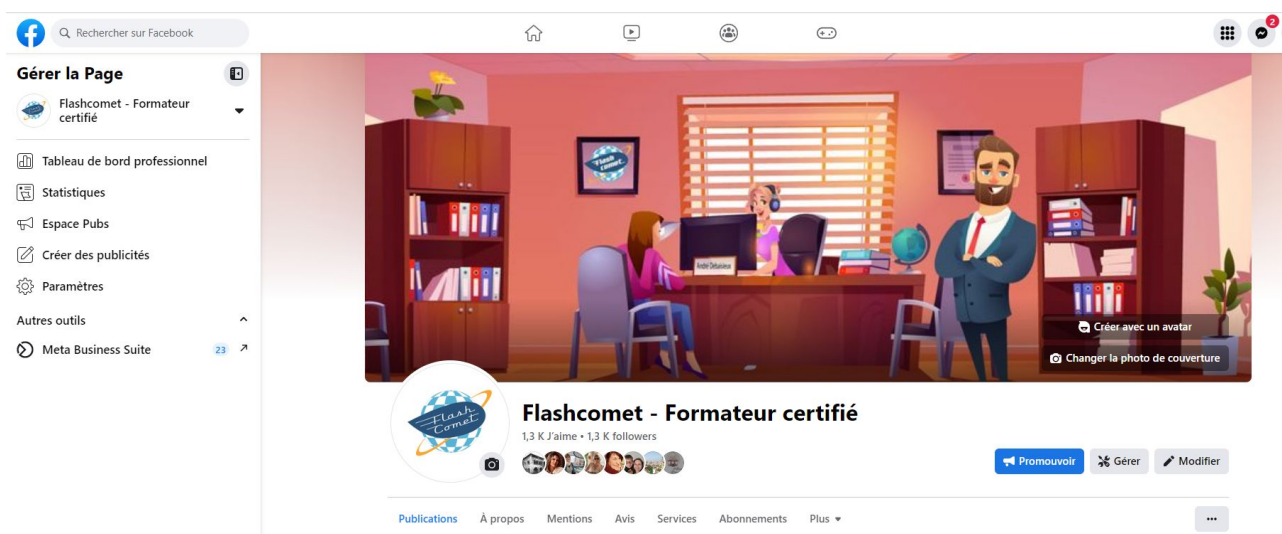 Rechercher sur Facebook
2
Gérer la Page
Flashcomet - Formateur
certifié
Tableau de bord professionnel
Statistiques
Espace Pubs
Créer des publicités
Paramètres
Autres outils
Meta Business Suite 23
Flash
Comet
André Debaisieux
Créer avec un avatar
Changer la photo de couverture
Flash
Comet
Flashcomet - Formateur certifié
1,3 K J'aime • 1,3 K followers
Promouvoir Gérer Modifier
Publications À propos Mentions Avis Services Abonnements Plus